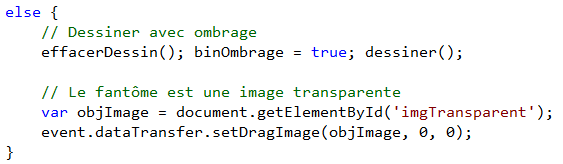 else {
// Dessiner avec ombrage
effacerDessin(); binOmbrage = true; dessiner();
// Le fantôme est une image transparente
var objImage = document.getElementById('imgTransparent');
event.dataTransfer.setDragImage(objImage, 0, 0);
}